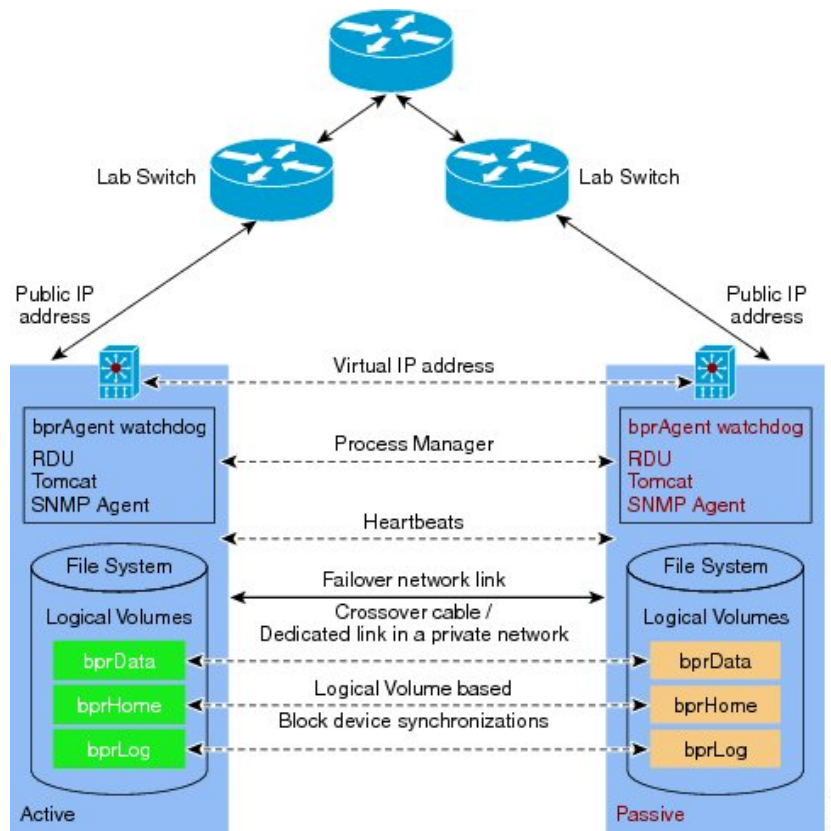 Lab Switch
Lab Switch
Public IP
address
Public IP
address
Virtual IP address
bprAgent watchdog
RDU
Tomcat
SNMP Agent
Process Manager
bprAgent watchdog
RDU
Tomcat
SNMP Agent
Heartbeats
File System
Logical Volumes
bprData
bprHome
bprLog
Failover network link
Crossover cable /
Dedicated link in a private network
Logical Volume based
Block device synchronizations
File System
Logical Volumes
bprData
bprHome
bprLog
Active
Passive